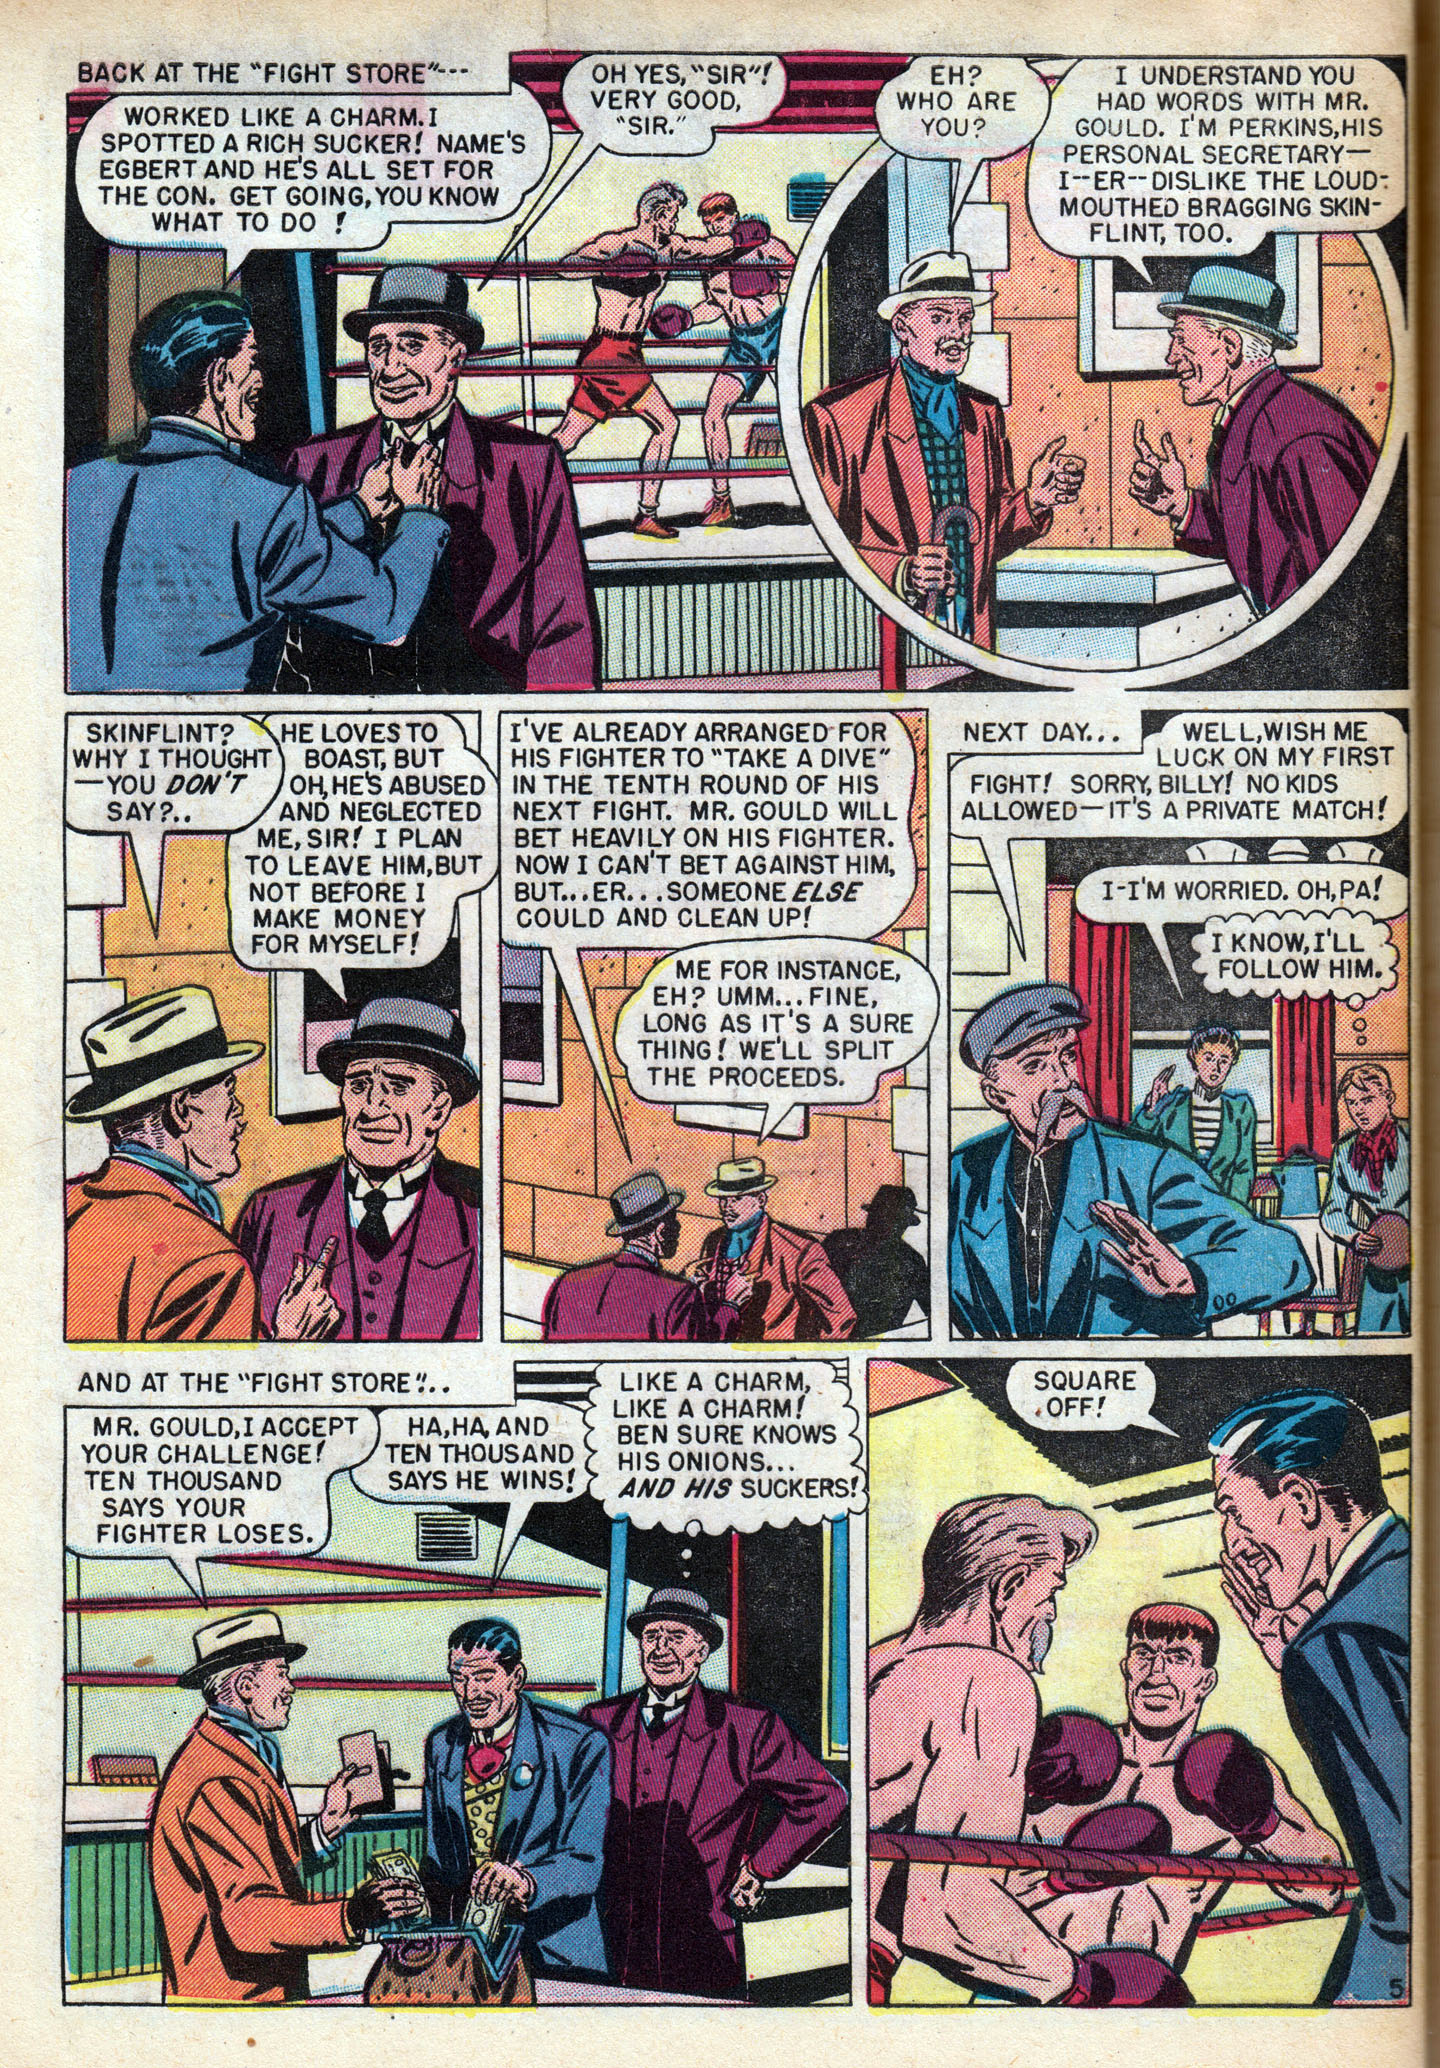 BACK AT THE "FIGHT STORE"---
WORKED LIKE A CHARM. I
SPOTTED A RICH SUCKER! NAME'S
EGBERT AND HE'S ALL SET FOR
THE CON. GET GOING, YOU KNOW
WHAT TO DO!
OH YES, "SIR"!
VERY GOOD,
"SIR."
EH?
WHO ARE
YOU?
I UNDERSTAND YOU
HAD WORDS WITH MR.
GOULD. I'M PERKINS, HIS
PERSONAL SECRETARY—
I--ER--DISLIKE THE LOUD-
MOUTHED BRAGGING SKIN-
FLINT, TOO.
SKINFLINT?
WHY I THOUGHT
—YOU DON'T
SAY?..
HE LOVES TO
BOAST, BUT
OH, HE'S ABUSED
AND NEGLECTED
ME, SIR! I PLAN
TO LEAVE HIM, BUT
NOT BEFORE I
MAKE MONEY
FOR MYSELF!
I'VE ALREADY ARRANGED FOR
HIS FIGHTER TO "TAKE A DIVE"
IN THE TENTH ROUND OF HIS
NEXT FIGHT. MR. GOULD WILL
BET HEAVILY ON HIS FIGHTER.
NOW I CAN'T BET AGAINST HIM,
BUT...ER...SOMEONE ELSE
COULD AND CLEAN UP!
ME FOR INSTANCE,
EH? UMM...FINE,
LONG AS IT'S A SURE
THING! WE'LL SPLIT
THE PROCEEDS.
NEXT DAY...
WELL, WISH ME
LUCK ON MY FIRST
FIGHT! SORRY, BILLY! NO KIDS
ALLOWED—IT'S A PRIVATE MATCH!
I-I'M WORRIED. OH, PA!
I KNOW, I'LL
FOLLOW HIM.
AND AT THE "FIGHT STORE"...
MR. GOULD, I ACCEPT
YOUR CHALLENGE!
TEN THOUSAND
SAYS YOUR
FIGHTER LOSES.
HA, HA, AND
TEN THOUSAND
SAYS HE WINS!
LIKE A CHARM,
LIKE A CHARM!
BEN SURE KNOWS
HIS ONIONS...
AND HIS SUCKERS!
SQUARE
OFF!
5